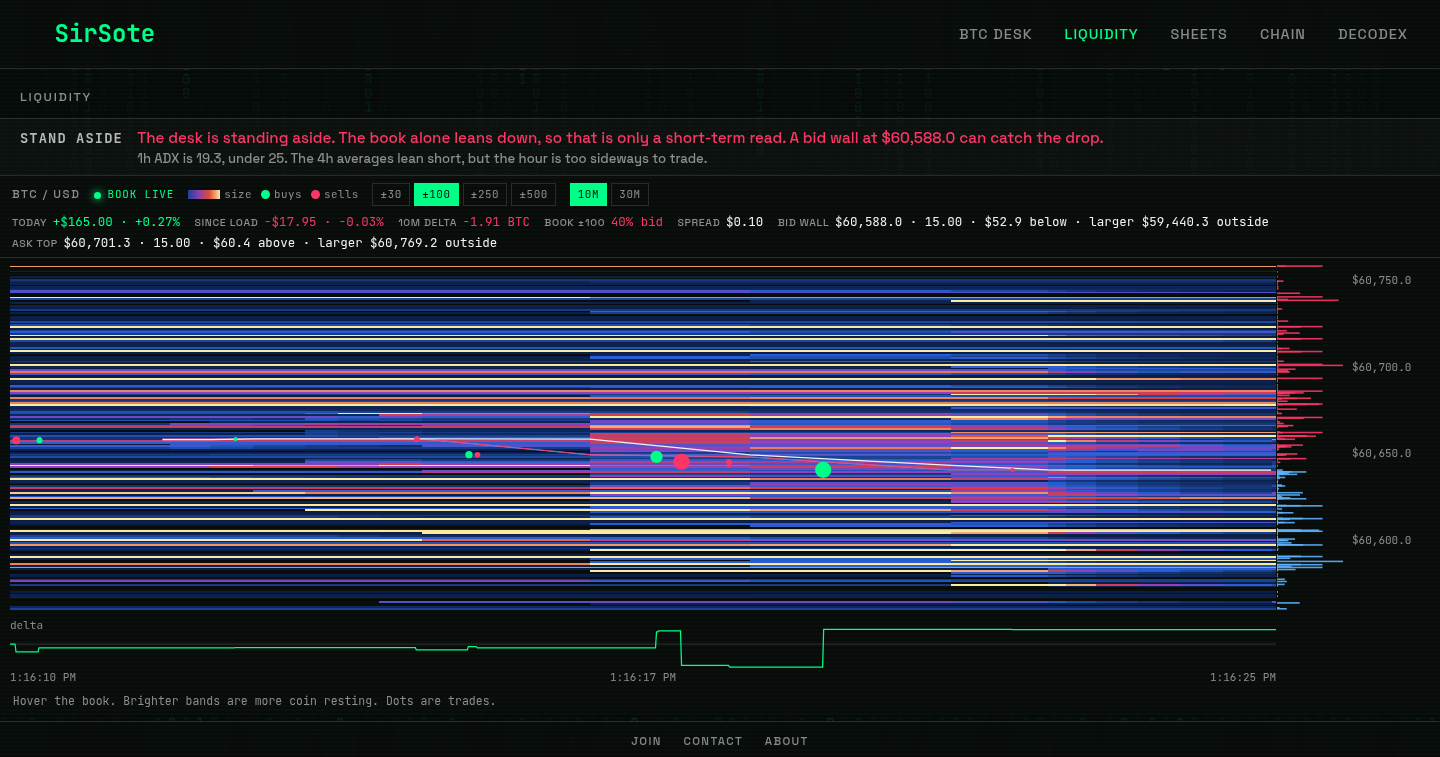 SirSote
BTC DESK LIQUIDITY SHEETS CHAIN DECODEX
LIQUIDITY
STAND ASIDE The desk is standing aside. The book alone leans down, so that is only a short-term read. A bid wall at $60,588.0 can catch the drop.
1h ADX is 19.3, under 25. The 4h averages lean short, but the hour is too sideways to trade.
BTC / USD BOOK LIVE size buys sells ±30 ±100 ±250 ±500 10M 30M
TODAY +$165.00 · +0.27% SINCE LOAD -$17.95 · -0.03% 10M DELTA -1.91 BTC BOOK ±100 40% bid SPREAD $0.10 BID WALL $60,588.0 · 15.00 · $52.9 below · larger $59,440.3 outside
ASK TOP $60,701.3 · 15.00 · $60.4 above · larger $60,769.2 outside
$60,750.0
$60,700.0
$60,650.0
$60,600.0
delta
1:16:10 PM 1:16:17 PM 1:16:25 PM
Hover the book. Brighter bands are more coin resting. Dots are trades.
JOIN CONTACT ABOUT